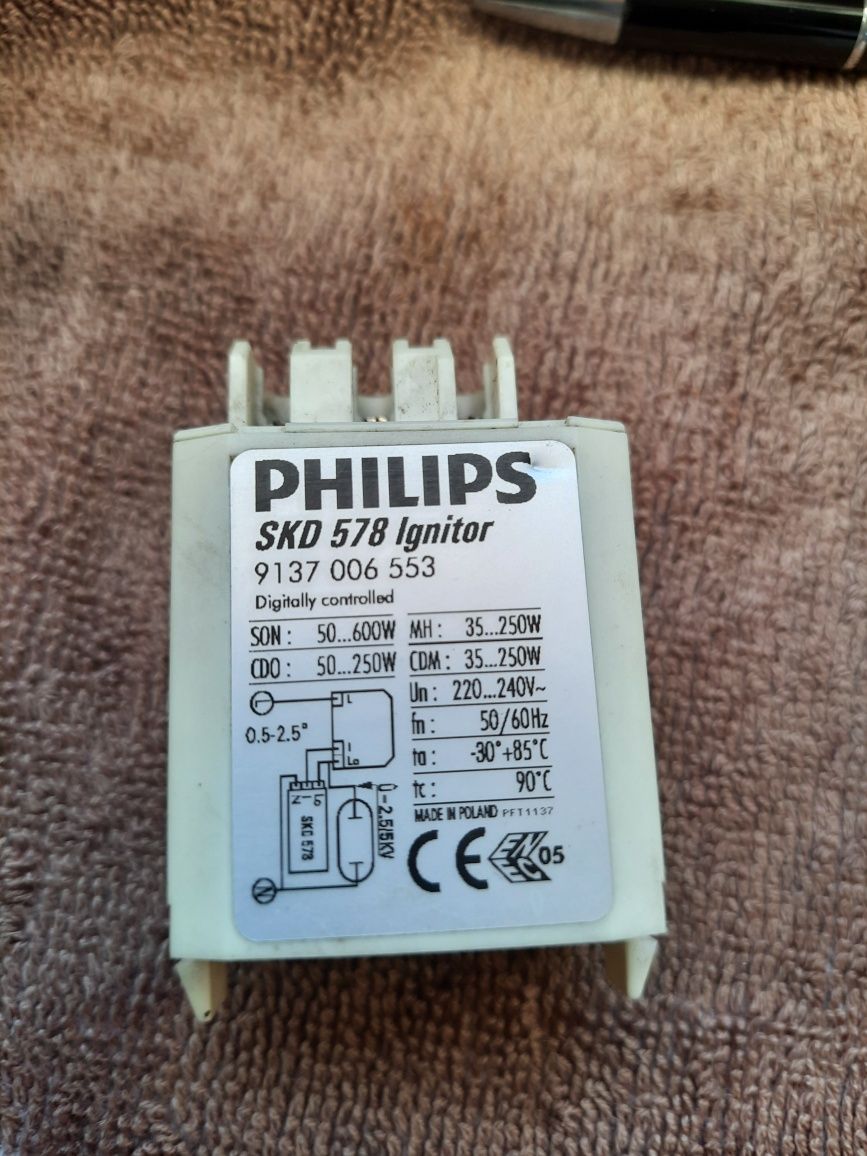 PHILIPS
SKD 578 Ignitor
9137 006 553
Digitally controlled
SON : 50...600W
CDO : 50...250W
MH : 35...250W
CDM : 35...250W
Un : 220...240V~
fn : 50/60Hz
ta : -30°+85°C
tc : 90°C
MADE IN POLAND PFT1137
L
L
0.5-2.5
La
SKD 578
Û-2.5/5KV
N
CE
ENEC 05